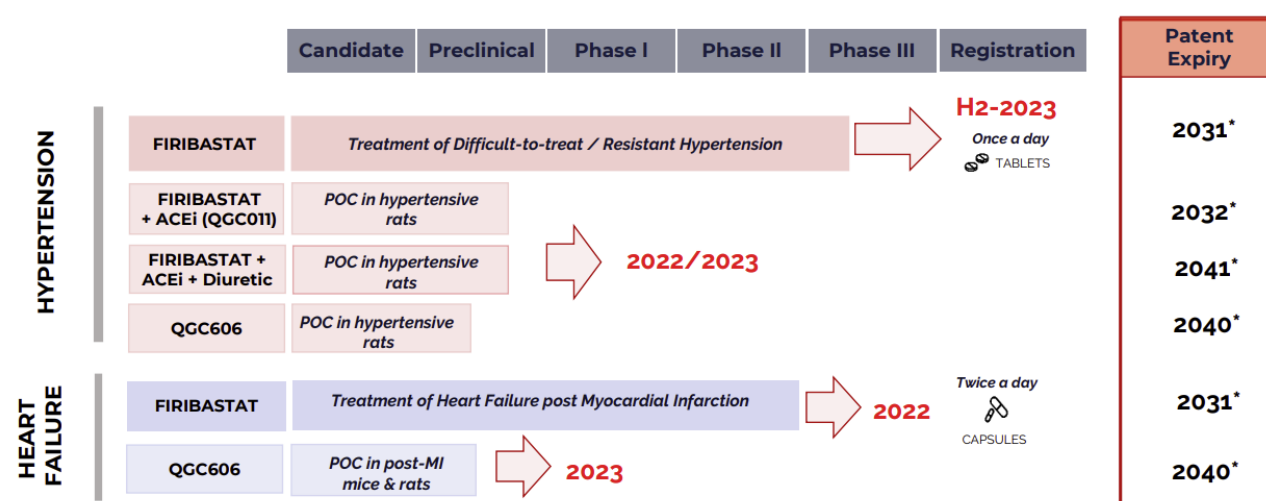 Candidate Preclinical Phase I Phase II Phase III Registration Patent
Expiry
HYPERTENSION
FIRIBASTAT Treatment of Difficult-to-treat / Resistant Hypertension H2-2023 2031*
Once a day
TABLETS
FIRIBASTAT
+ ACEi (QGC011) POC in hypertensive
rats 2032*
2022/2023
FIRIBASTAT +
ACEi + Diuretic POC in hypertensive
rats 2041*
QGC606 POC in hypertensive
rats 2040*
HEART
FAILURE
FIRIBASTAT Treatment of Heart Failure post Myocardial Infarction 2022 Twice a day 2031*
CAPSULES
QGC606 POC in post-MI
mice & rats 2023 2040*